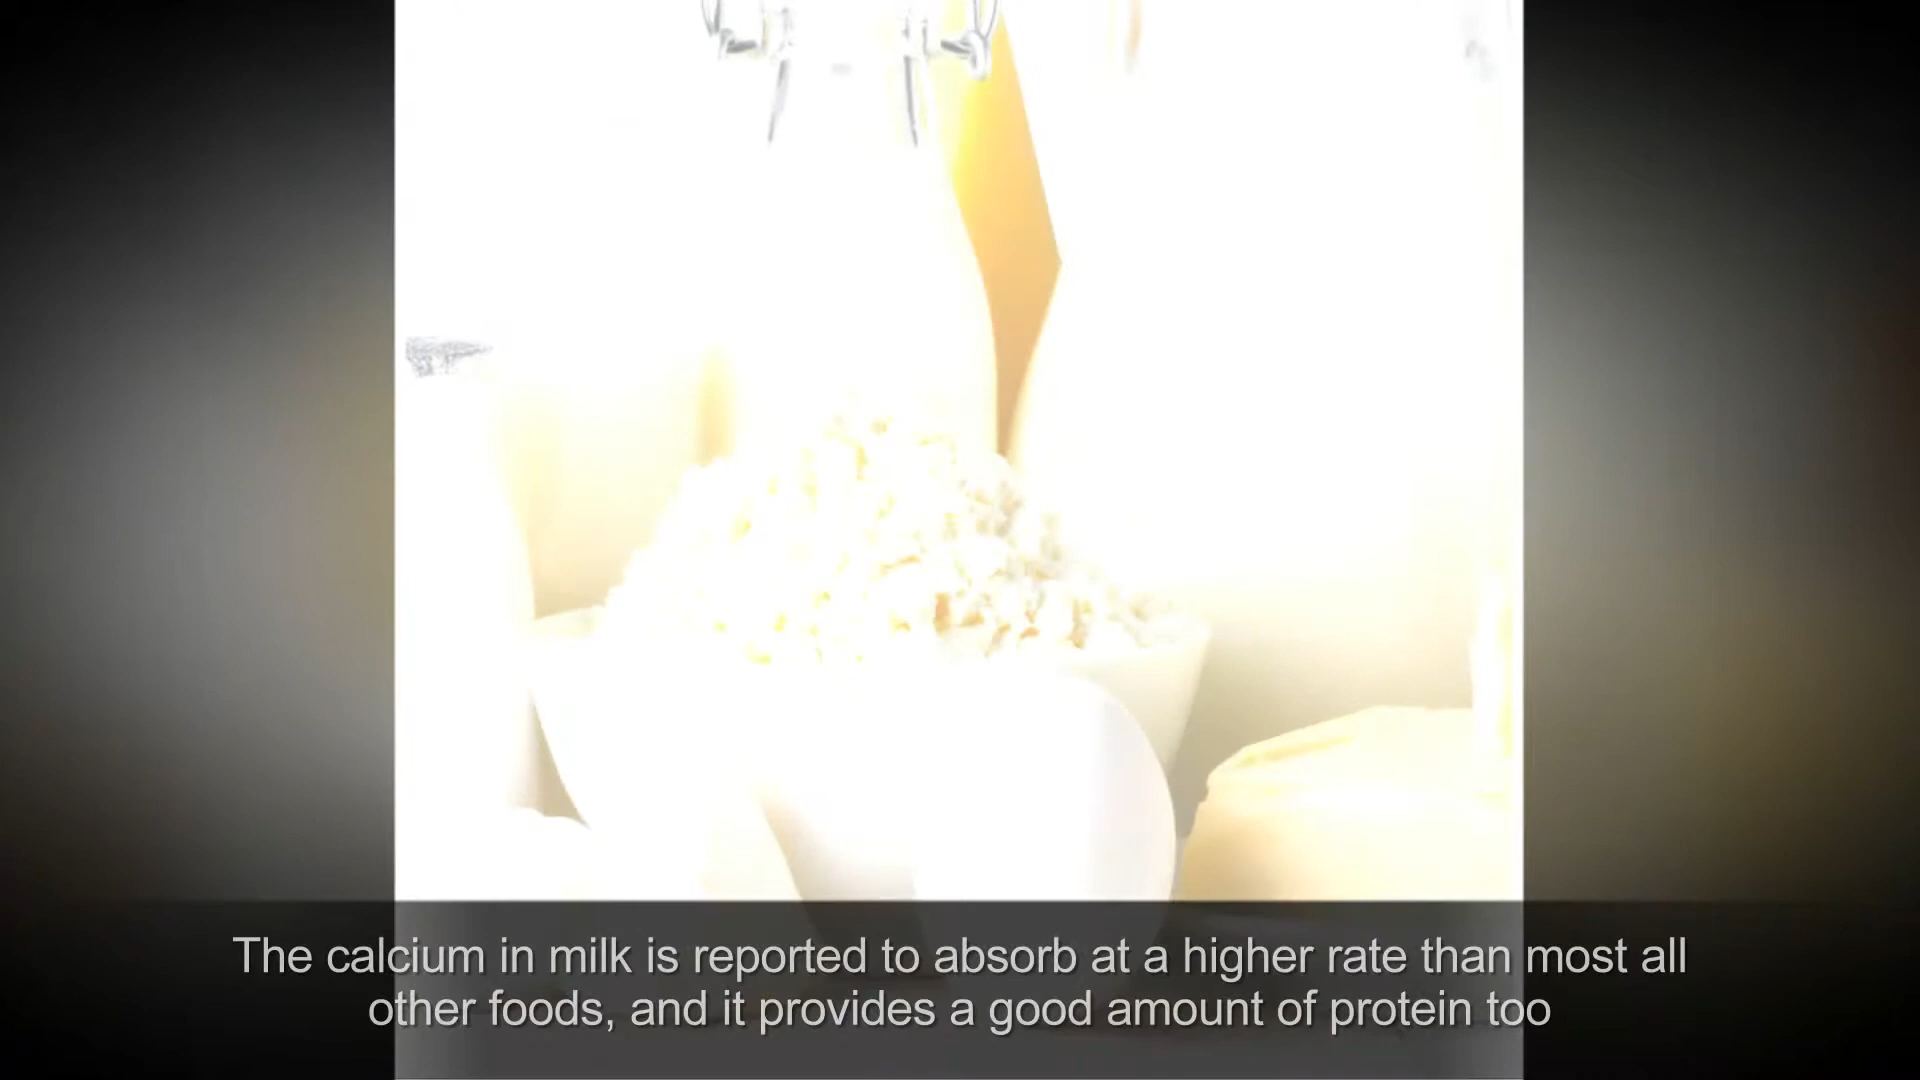 The calcium in milk is reported to absorb at a higher rate than most all
other foods, and it provides a good amount of protein too